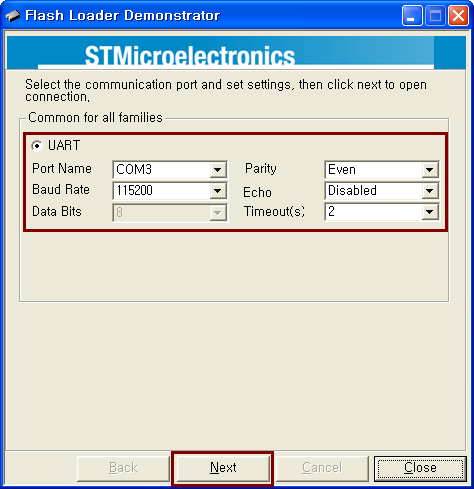 Flash Loader Demonstrator
STMicroelectronics
Select the communication port and set settings, then click next to open
connection,
Common for all families
UART
Port Name COM3 Parity Even
Baud Rate 115200 Echo Disabled
Data Bits 8 Timeout(s) 2
Back Next Cancel Close